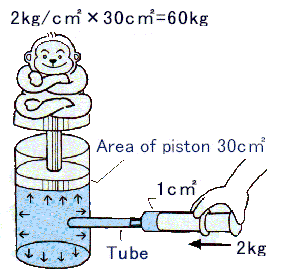 2kg/c㎡×30c㎡=60kg
Area of piston 30c㎡
1c㎡
Tube
2kg